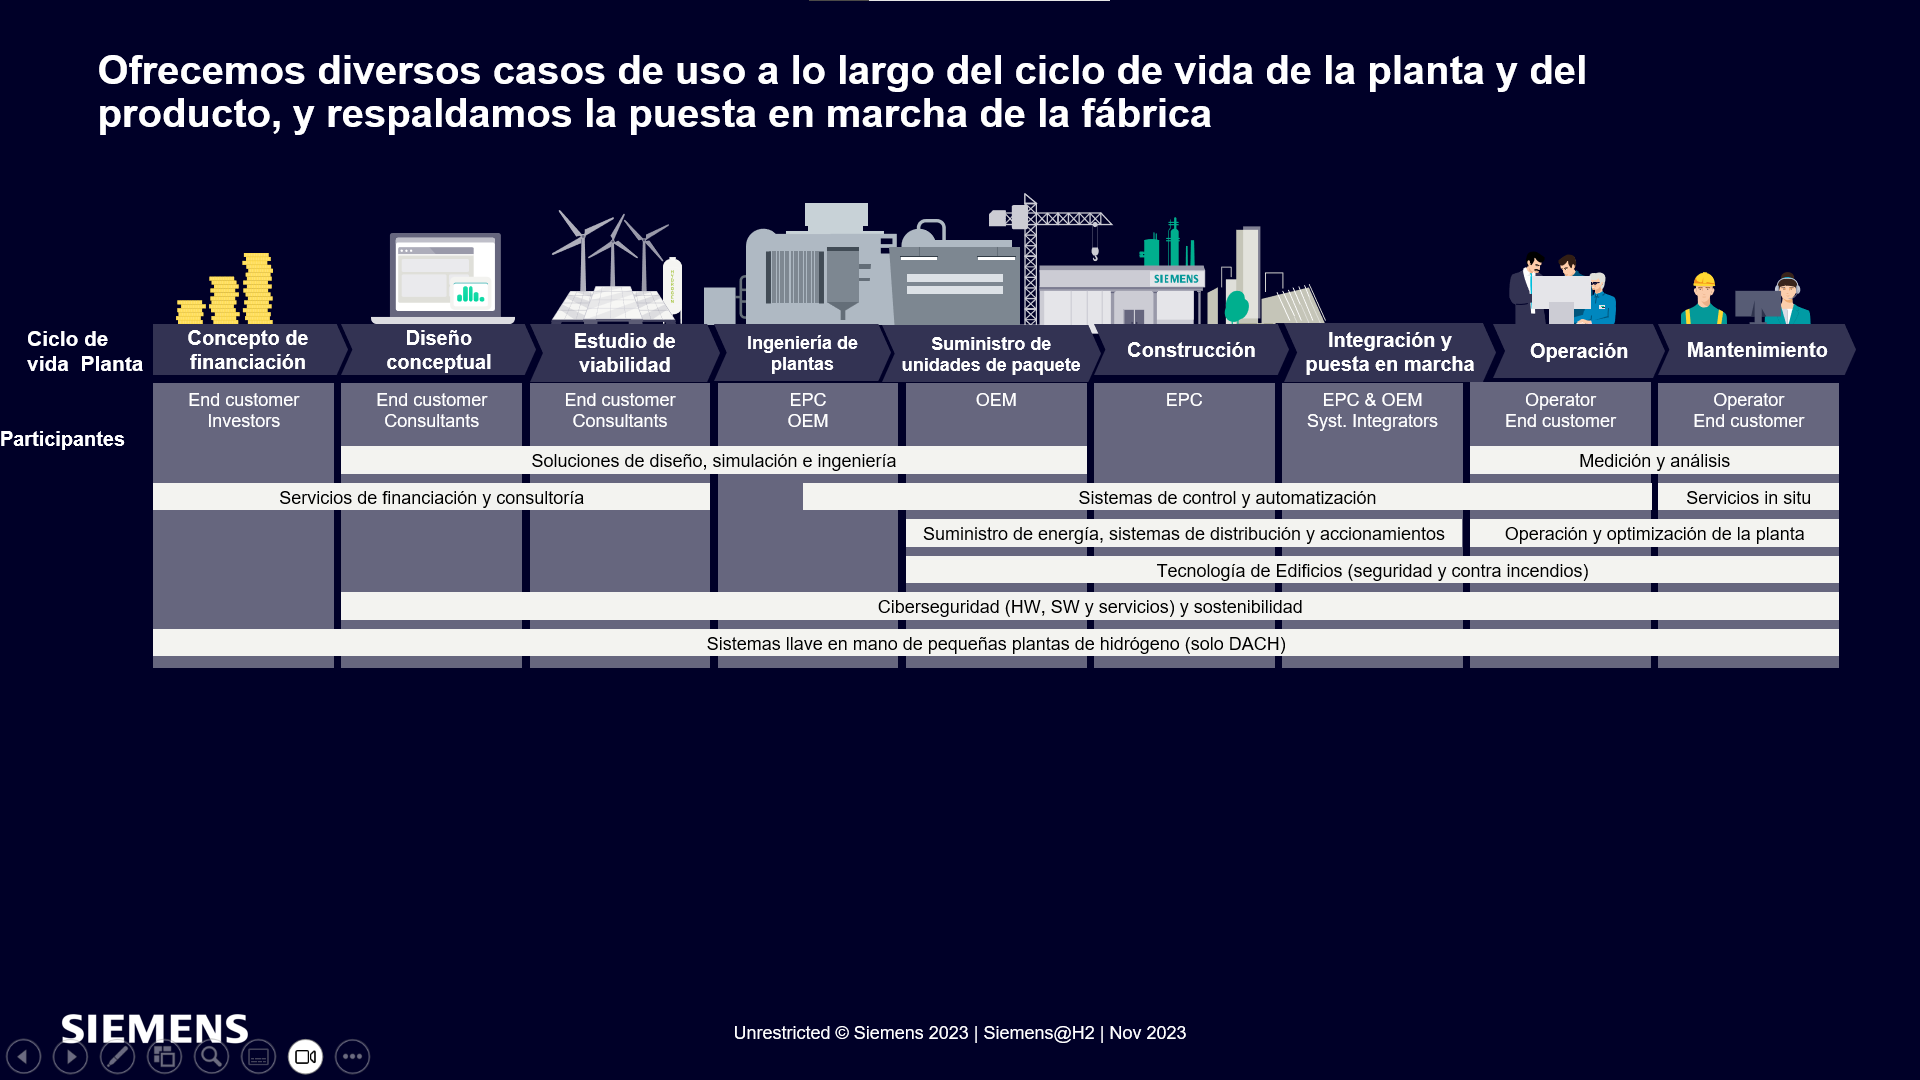 Ofrecemos diversos casos de uso a lo largo del ciclo de vida de la planta y del
producto, y respaldamos la puesta en marcha de la fábrica
SIEMENS
Ciclo de
vida Planta
Concepto de
financiación
Diseño
conceptual
Estudio de
viabilidad
Ingeniería de
plantas
Suministro de
unidades de paquete
Construcción
Integración y
puesta en marcha
Operación
Mantenimiento
Participantes
End customer
Investors
End customer
Consultants
End customer
Consultants
EPC
OEM
OEM
EPC
EPC & OEM
Syst. Integrators
Operator
End customer
Operator
End customer
Soluciones de diseño, simulación e ingeniería
Medición y análisis
Servicios de financiación y consultoría
Sistemas de control y automatización
Servicios in situ
Suministro de energía, sistemas de distribución y accionamientos
Operación y optimización de la planta
Tecnología de Edificios (seguridad y contra incendios)
Ciberseguridad (HW, SW y servicios) y sostenibilidad
Sistemas llave en mano de pequeñas plantas de hidrógeno (solo DACH)
SIEMENS
Unrestricted © Siemens 2023 | Siemens@H2 | Nov 2023